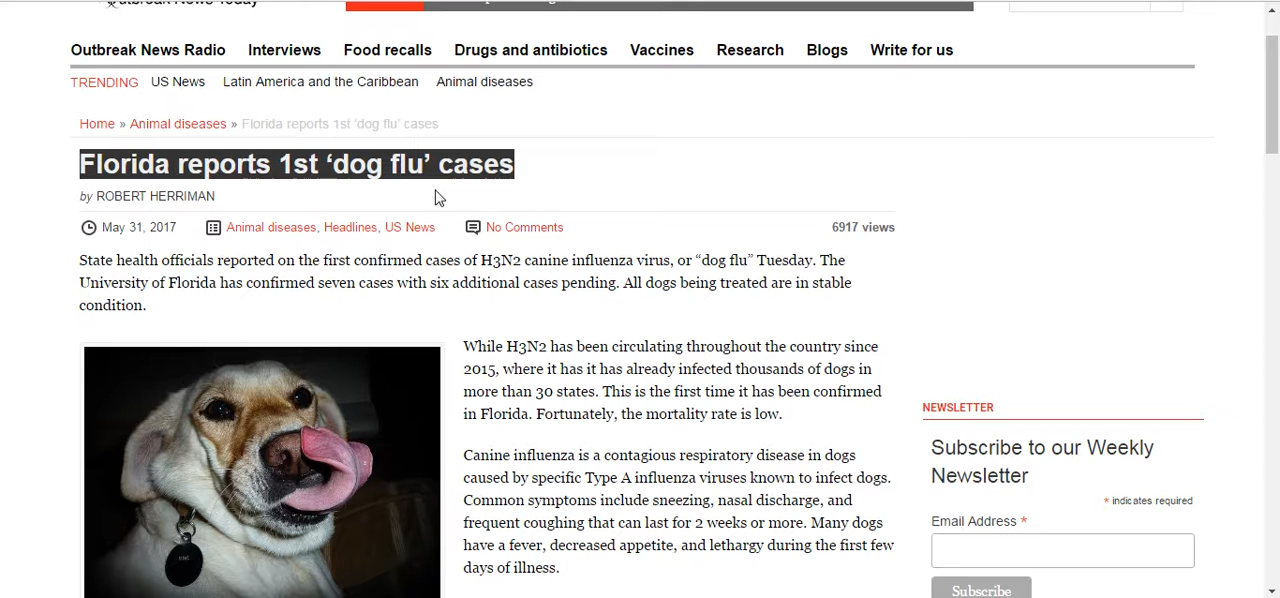 Outbreak News Today
Outbreak News Radio Interviews Food recalls Drugs and antibiotics Vaccines Research Blogs Write for us
TRENDING US News Latin America and the Caribbean Animal diseases
Home » Animal diseases » Florida reports 1st 'dog flu' cases
Florida reports 1st ‘dog flu’ cases
by ROBERT HERRIMAN
May 31, 2017 Animal diseases, Headlines, US News No Comments 6917 views
State health officials reported on the first confirmed cases of H3N2 canine influenza virus, or “dog flu” Tuesday. The
University of Florida has confirmed seven cases with six additional cases pending. All dogs being treated are in stable
condition.
While H3N2 has been circulating throughout the country since
2015, where it has it has already infected thousands of dogs in
more than 30 states. This is the first time it has been confirmed
in Florida. Fortunately, the mortality rate is low.
Canine influenza is a contagious respiratory disease in dogs
caused by specific Type A influenza viruses known to infect dogs.
Common symptoms include sneezing, nasal discharge, and
frequent coughing that can last for 2 weeks or more. Many dogs
have a fever, decreased appetite, and lethargy during the first few
days of illness.
NEWSLETTER
Subscribe to our Weekly
Newsletter
* indicates required
Email Address *
Subscribe